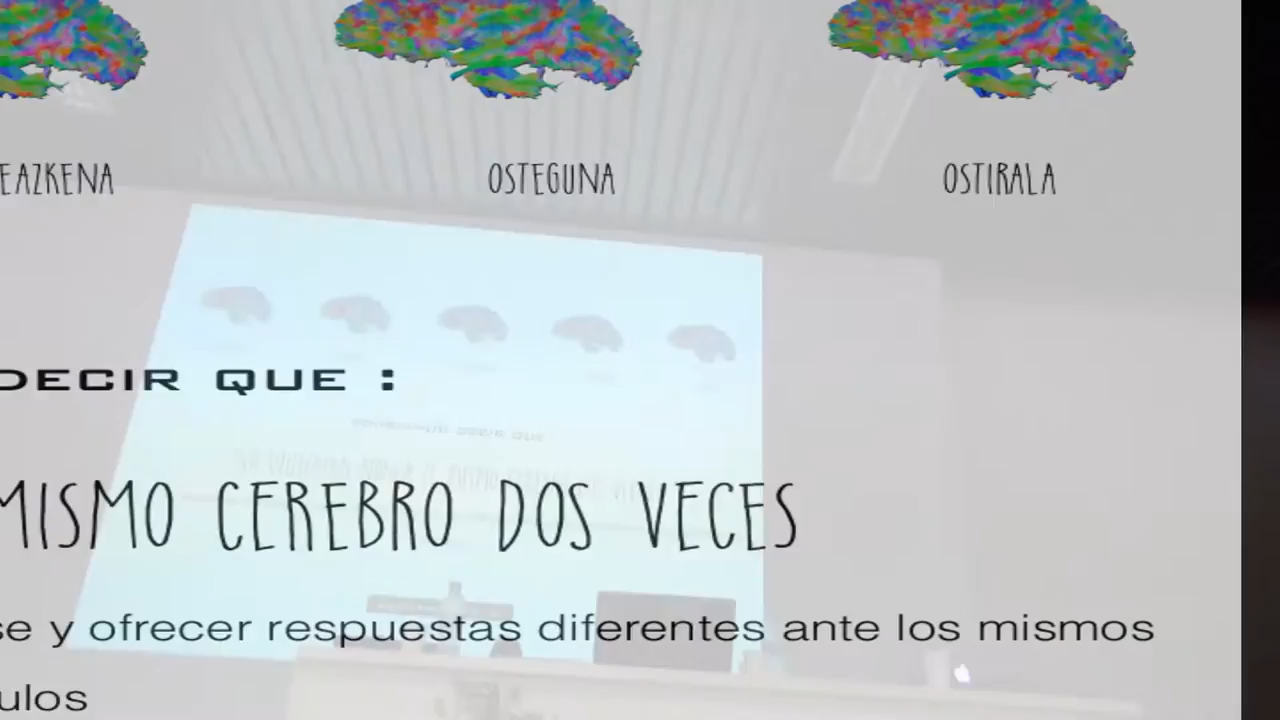 EAZKENA OSTEGUNA OSTIRALA
DECIR QUE :
MISMO CEREBRO DOS VECES
se y ofrecer respuestas diferentes ante los mismos
ulos